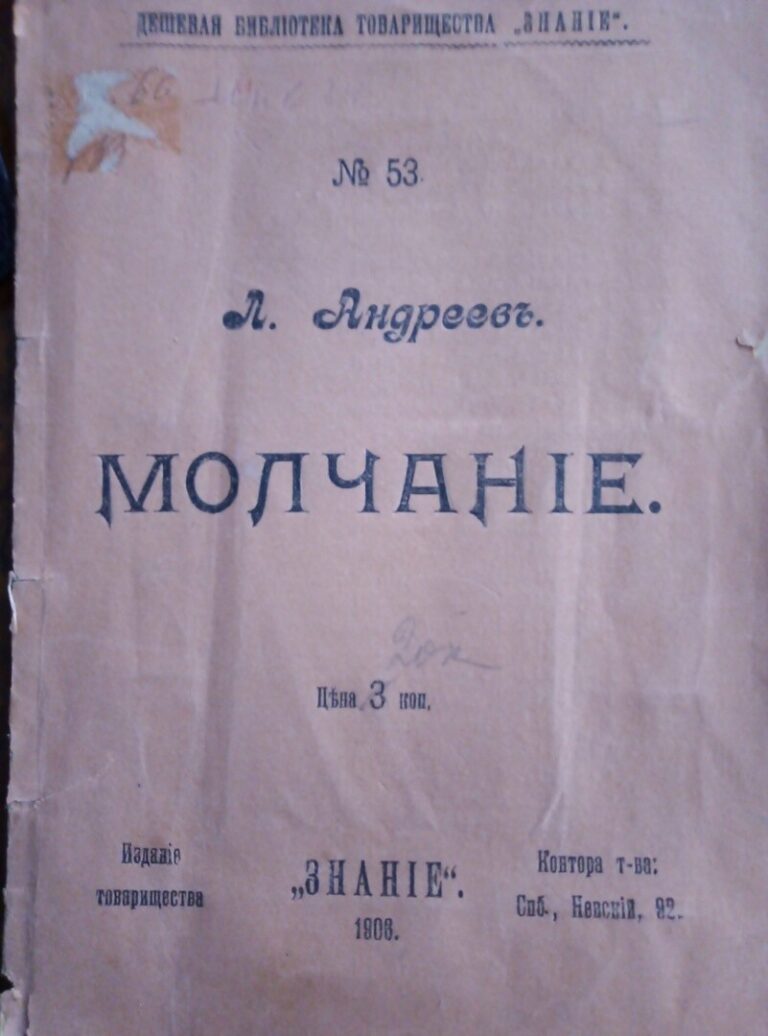 ДЕШЕВАЯ БИБЛІОТЕКА ТОВАРИЩЕСТВА „ЗНАНІЕ“.
№ 53
Л. Андреевъ.
МОЛЧАНІЕ.
20к
Цѣна 3 коп.
Изданіе
товарищества
„ЗНАНІЕ“.
1906.
Контора т-ва:
Спб., Невскій, 92.